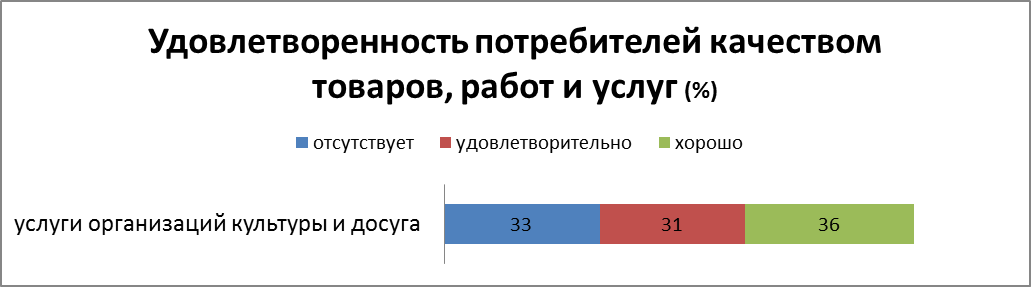 Удовлетворенность потребителей качеством
товаров, работ и услуг (%)
отсутствует удовлетворительно хорошо
услуги организаций культуры и досуга 33 31 36